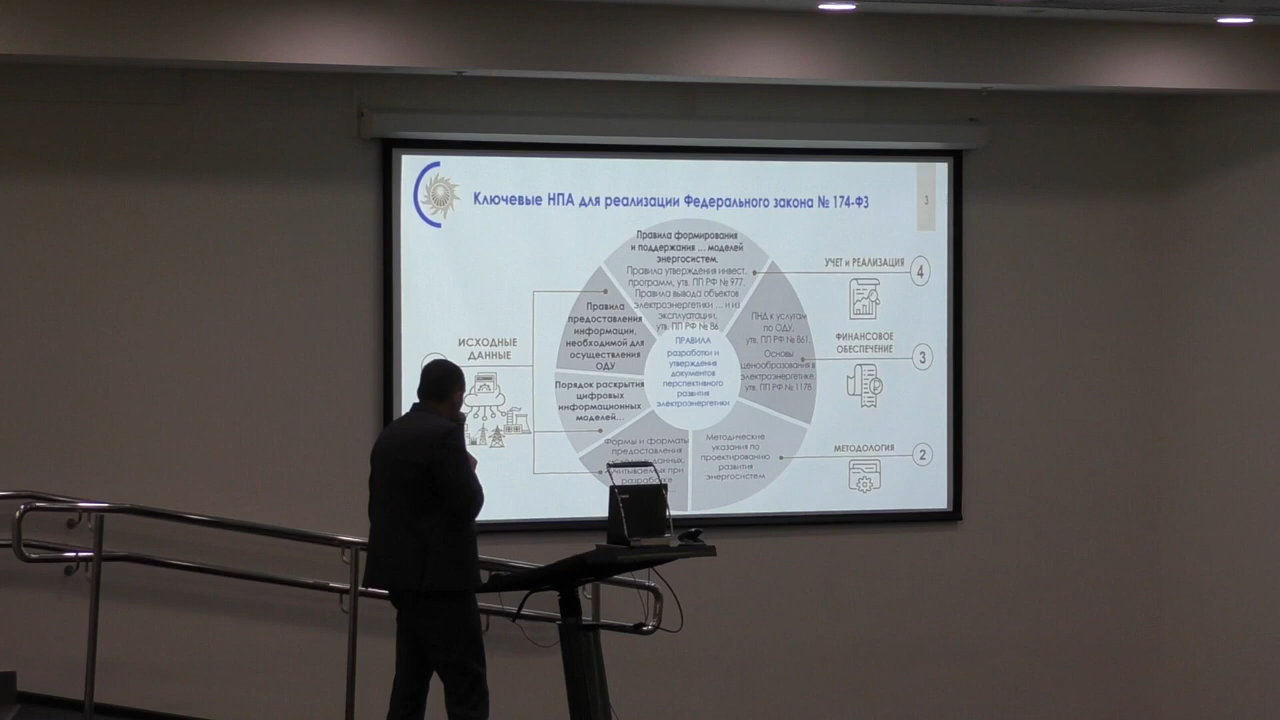 Ключевые НПА для реализации Федерального закона № 174-ФЗ
3
Правила формирования
и поддержания ... моделей
энергосистем.
Правила утверждения инвест.
программ, утв. ПП РФ № 977.
Правила вывода объектов
электроэнергетики ... и из
эксплуатации,
утв. ПП РФ № 86
УЧЕТ и РЕАЛИЗАЦИЯ
4
Правила
предоставления
информации,
необходимой для
осуществления
ОДУ
ПНД к услугам
по ОДУ,
утв. ПП РФ № 861.
Основы
ценообразования в
электроэнергетике,
утв. ПП РФ № 1178
ФИНАНСОВОЕ
ОБЕСПЕЧЕНИЕ
3
ИСХОДНЫЕ
ДАННЫЕ
ПРАВИЛА
разработки и
утверждения
документов
перспективного
развития
электроэнергетики
Порядок раскрытия
цифровых
информационных
моделей...
Формы и форматы
предоставления
данных,
при
разработке
Методические
указания по
проектированию
развития
энергосистем
МЕТОДОЛОГИЯ
2